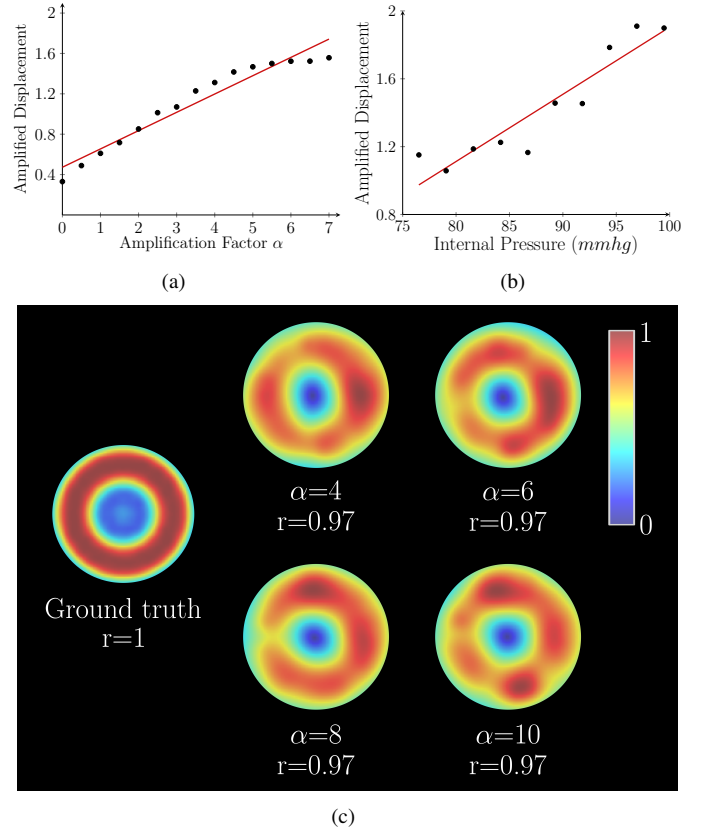 Amplified Displacement
2
1.6
1.2
0.8
0.4
0 1 2 3 4 5 6 7
Amplification Factor α
(a)
Amplified Displacement
2
1.6
1.2
0.8
75 80 85 90 95 100
Internal Pressure (mmhg)
(b)
1
0
α=4
r=0.97
α=6
r=0.97
Ground truth
r=1
α=8
r=0.97
α=10
r=0.97
(c)